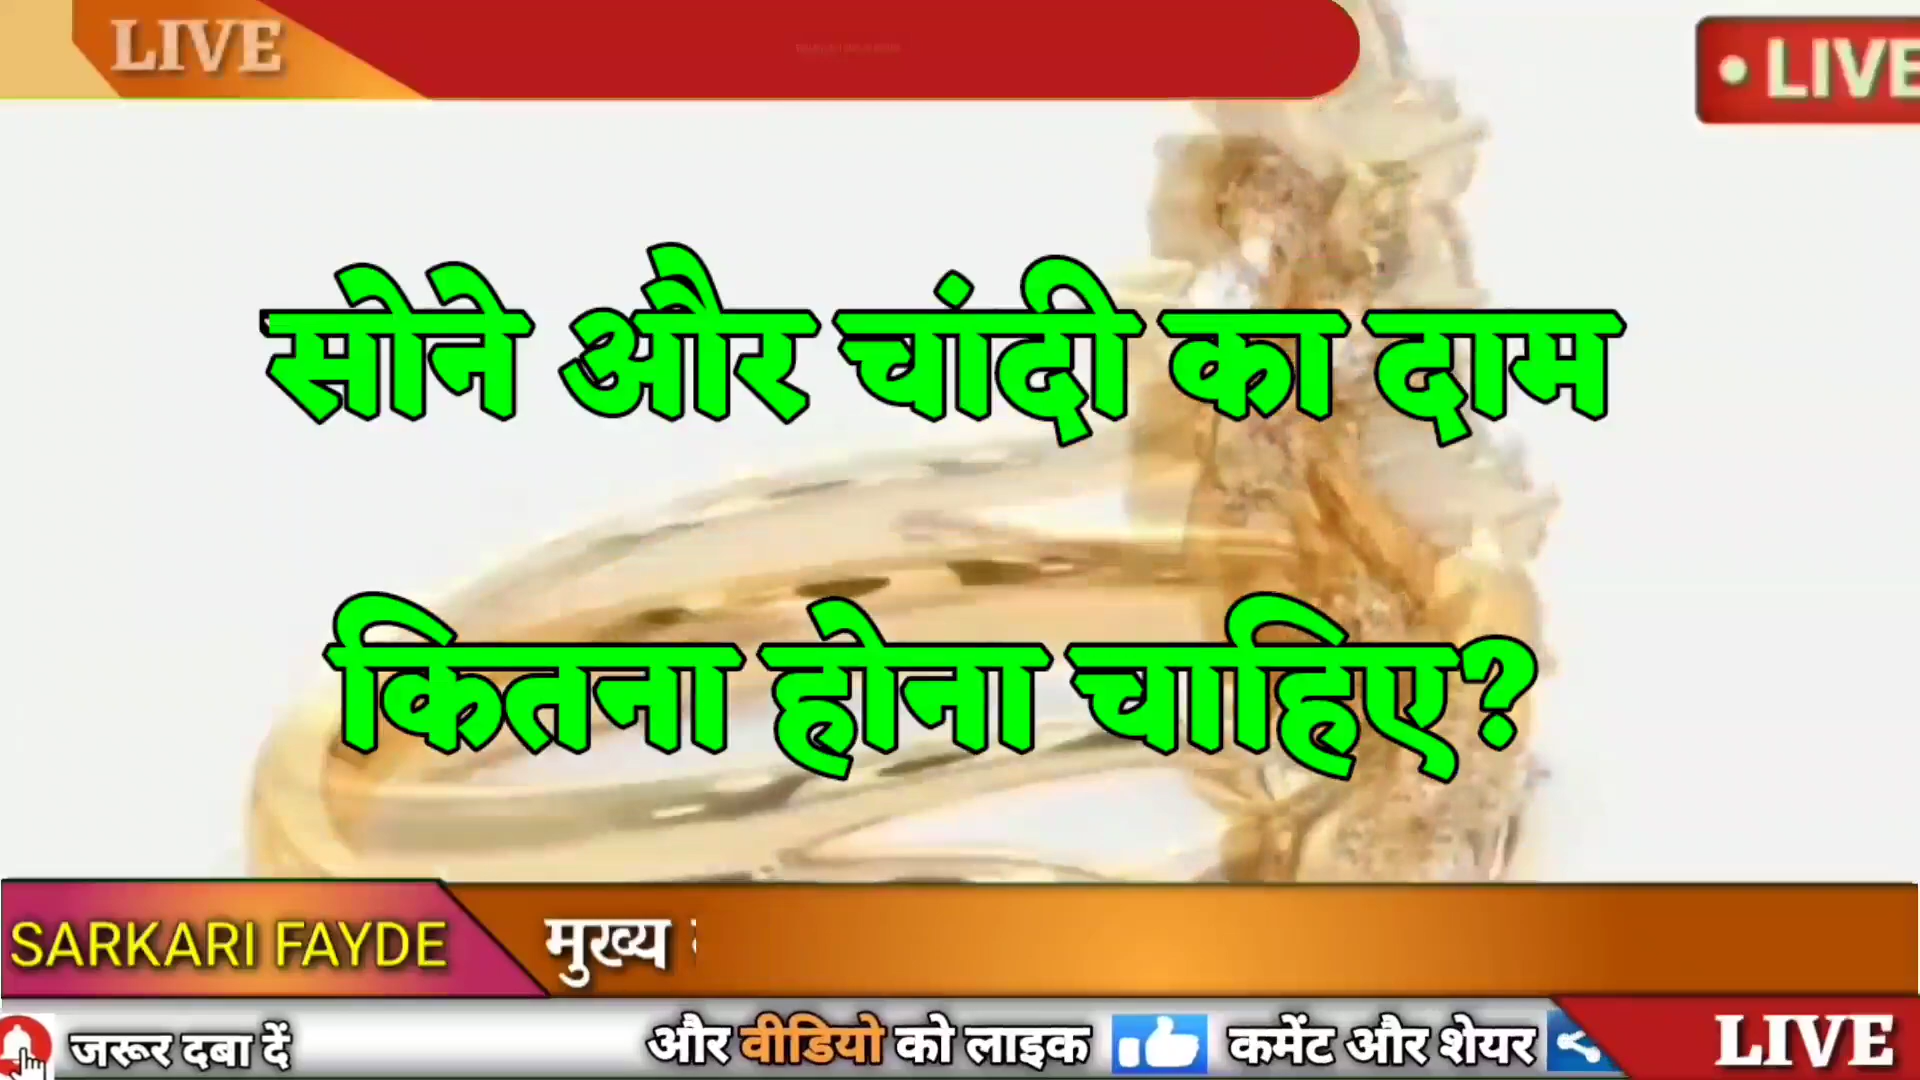 LIVE
• LIVE
सोने और चांदी का दाम
कितना होना चाहिए?
SARKARI FAYDE
मुख्य
जरूर दबा दें
और वीडियो को लाइक
कमेंट और शेयर
LIVE